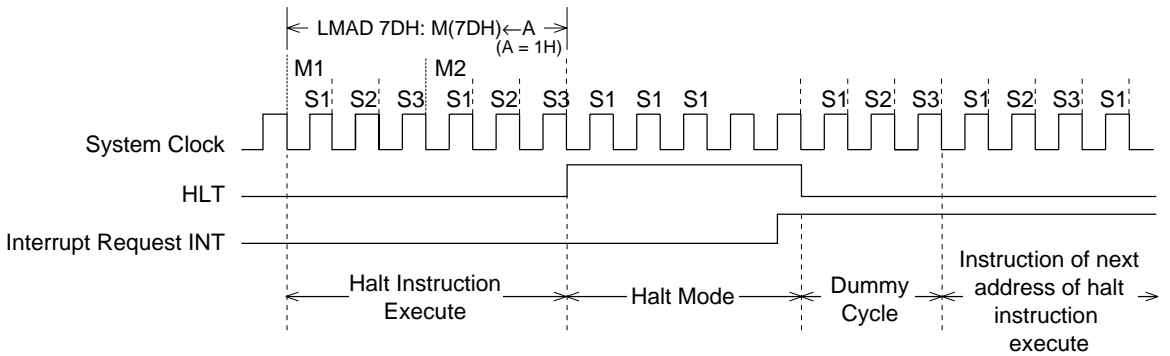 LMAD 7DH: M(7DH)←A
(A = 1H)
M1 M2
S1 S2 S3 S1 S2 S3 S1 S1 S1 S1 S2 S3 S1 S2 S3 S1
System Clock
HLT
Interrupt Request INT
Halt Instruction
Execute
Halt Mode
Dummy
Cycle
Instruction of next
address of halt
instruction
execute